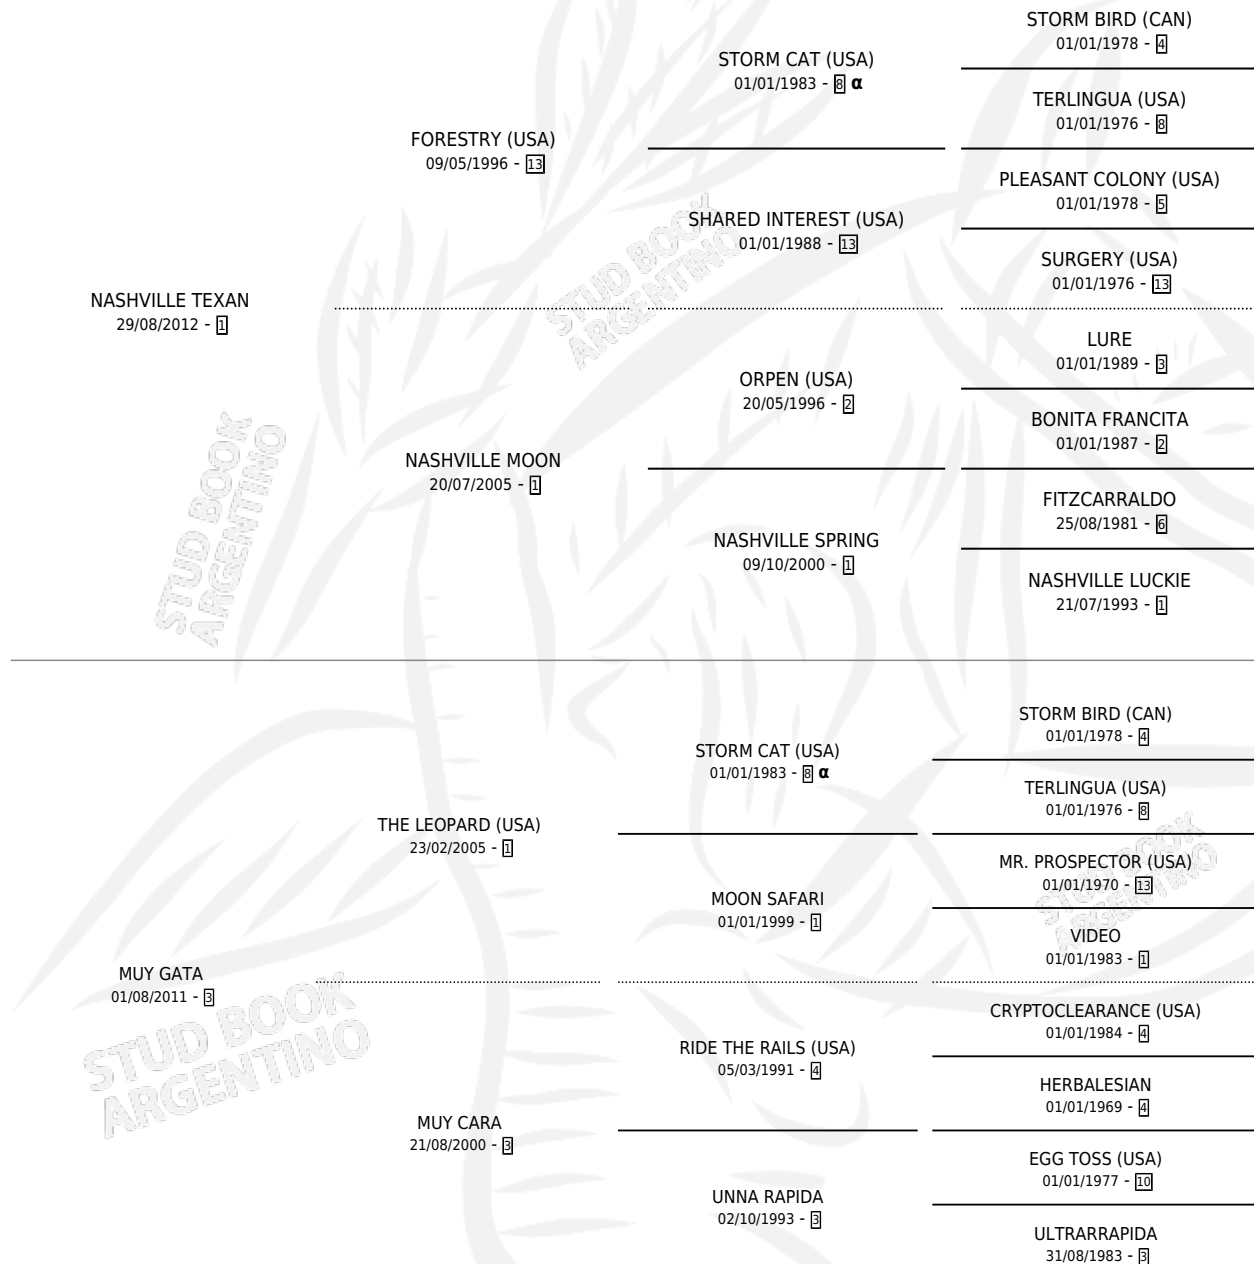 STORM BIRD (CAN)
01/01/1978 - 4
STORM CAT (USA)
01/01/1983 - 8 α
TERLINGUA (USA)
01/01/1976 - 8
FORESTRY (USA)
09/05/1996 - 13
PLEASANT COLONY (USA)
01/01/1978 - 5
SHARED INTEREST (USA)
01/01/1988 - 13
SURGERY (USA)
01/01/1976 - 13
NASHVILLE TEXAN
29/08/2012 - 1
STUD BOOK
ARGENTINO
LURE
01/01/1989 - 3
ORPEN (USA)
20/05/1996 - 2
BONITA FRANCITA
01/01/1987 - 2
NASHVILLE MOON
20/07/2005 - 1
FITZCARRALDO
25/08/1981 - 6
NASHVILLE SPRING
09/10/2000 - 1
NASHVILLE LUCKIE
21/07/1993 - 1
STUD BOOK
ARGENTINO
STORM BIRD (CAN)
01/01/1978 - 4
STORM CAT (USA)
01/01/1983 - 8 α
TERLINGUA (USA)
01/01/1976 - 8
THE LEOPARD (USA)
23/02/2005 - 1
MR. PROSPECTOR (USA)
01/01/1970 - 13
MOON SAFARI
01/01/1999 - 1
STUD BOOK
ARGENTINO
VIDEO
01/01/1983 - 1
MUY GATA
01/08/2011 - 3
STUD BOOK
ARGENTINO
CRYPTOCLEARANCE (USA)
01/01/1984 - 4
RIDE THE RAILS (USA)
05/03/1991 - 4
HERBALESIAN
01/01/1969 - 4
MUY CARA
21/08/2000 - 3
EGG TOSS (USA)
01/01/1977 - 10
UNNA RAPIDA
02/10/1993 - 3
ULTRARRAPIDA
31/08/1983 - 3